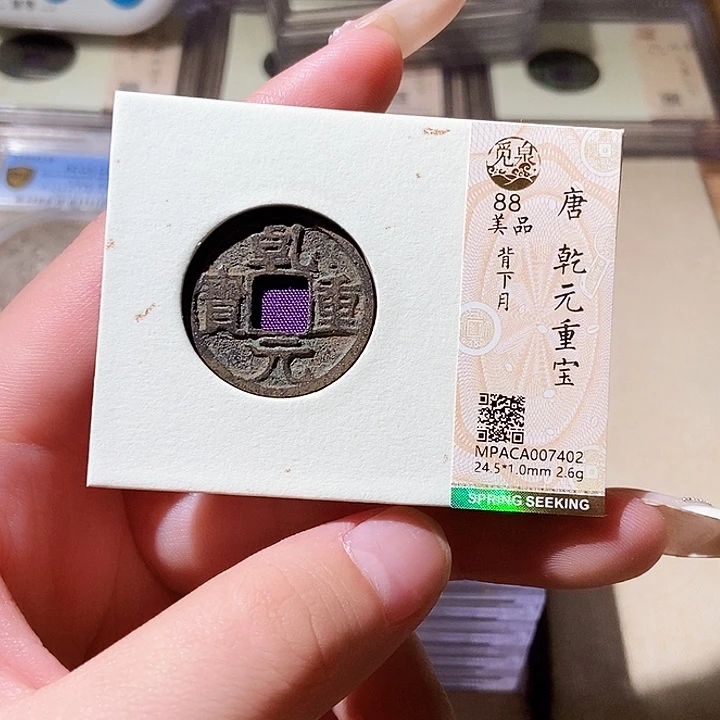 乾
元
重
寶
觅泉
88
美品
背下月
唐 乾元重宝
MPACA007402
24.5*1.0mm 2.6g
SPRING SEEKING